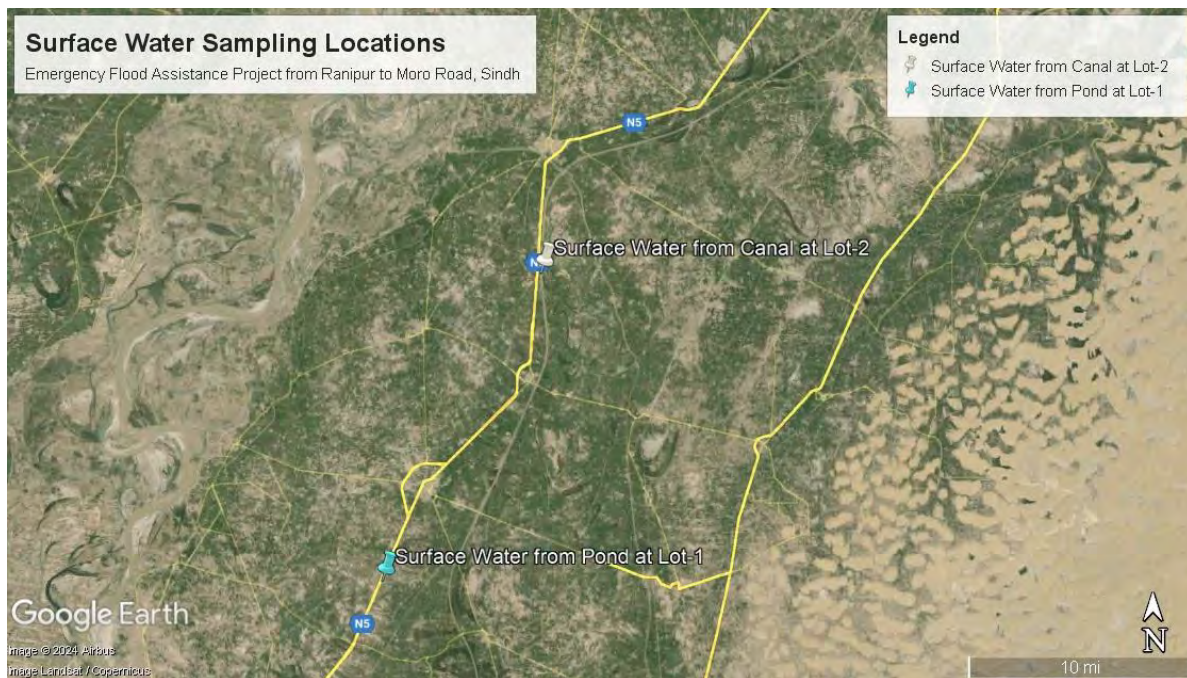 Surface Water Sampling Locations
Emergency Flood Assistance Project from Ranipur to Moro Road, Sindh
Legend
Surface Water from Canal at Lot-2
Surface Water from Pond at Lot-1
N5
Surface Water from Canal at Lot-2
Surface Water from Pond at Lot-1
N5
Google Earth
Image © 2024 Airbus
Image Landsat / Copernicus
N
10 mi